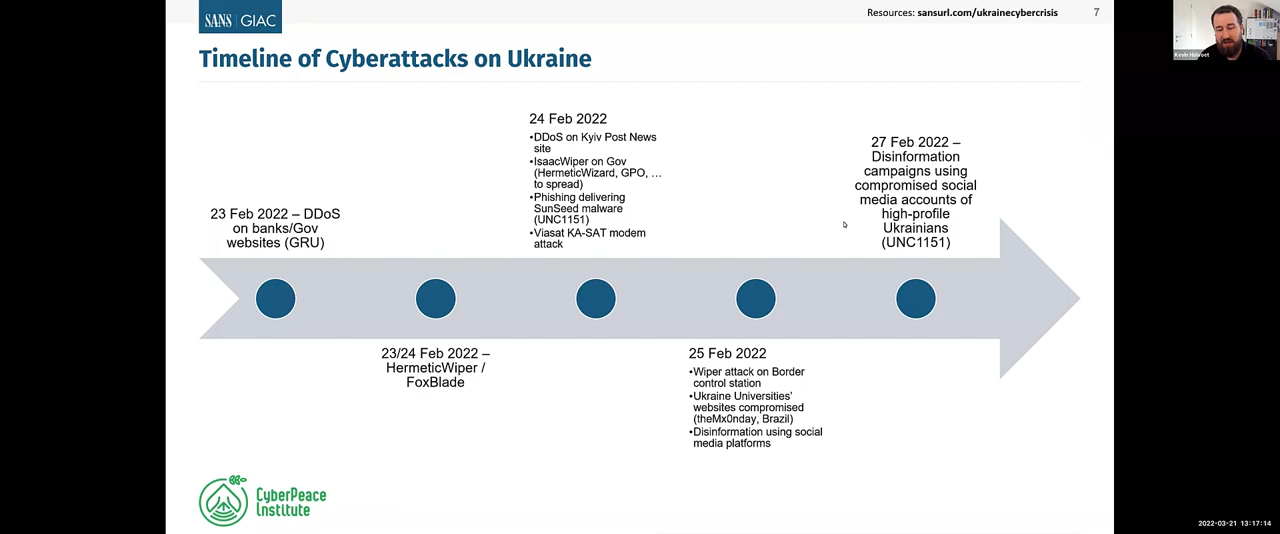 SANS GIAC
Resources: sansurl.com/ukrainecybercrisis
7
Timeline of Cyberattacks on Ukraine
23 Feb 2022 – DDoS
on banks/Gov
websites (GRU)
23/24 Feb 2022 –
HermeticWiper /
FoxBlade
24 Feb 2022
•DDoS on Kyiv Post News
site
•IsaacWiper on Gov
(HermeticWizard, GPO, …
to spread)
•Phishing delivering
SunSeed malware
(UNC1151)
•Viasat KA-SAT modem
attack
25 Feb 2022
•Wiper attack on Border
control station
•Ukraine Universities’
websites compromised
(theMx0nday, Brazil)
•Disinformation using social
media platforms
27 Feb 2022 –
Disinformation
campaigns using
compromised social
media accounts of
high-profile
Ukrainians
(UNC1151)
CyberPeace
Institute
Kevin
2022-03-21 13:17:14